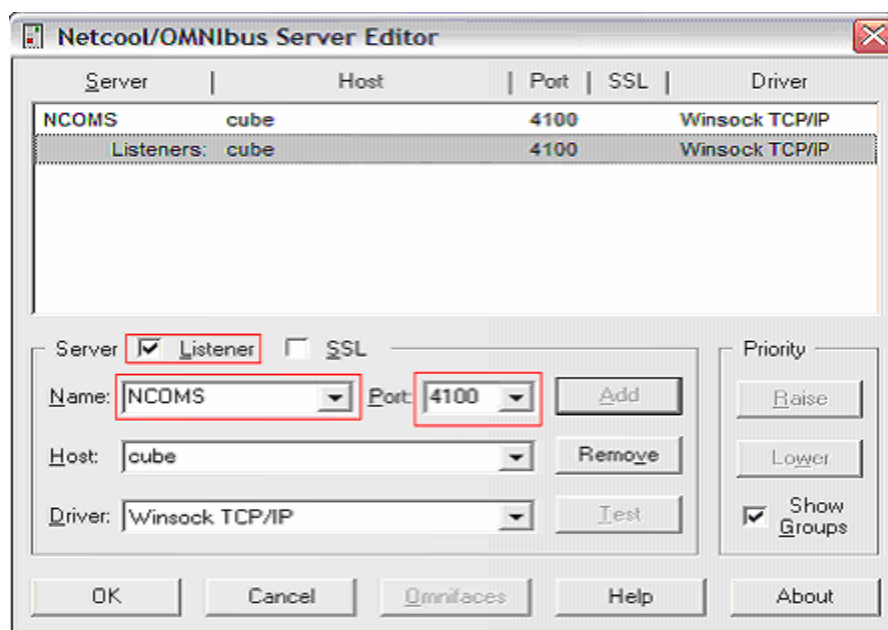 Netcool/OMNIbus Server Editor
Server | Host | Port | SSL | Driver
NCOMS cube 4100 Winsock TCP/IP
Listeners: cube 4100 Winsock TCP/IP
Server Listener SSL Priority
Name: NCOMS Port: 4100 Add Raise
Host: cube Remove Lower
Driver: Winsock TCP/IP Test Show Groups
OK Cancel Omnifaces Help About